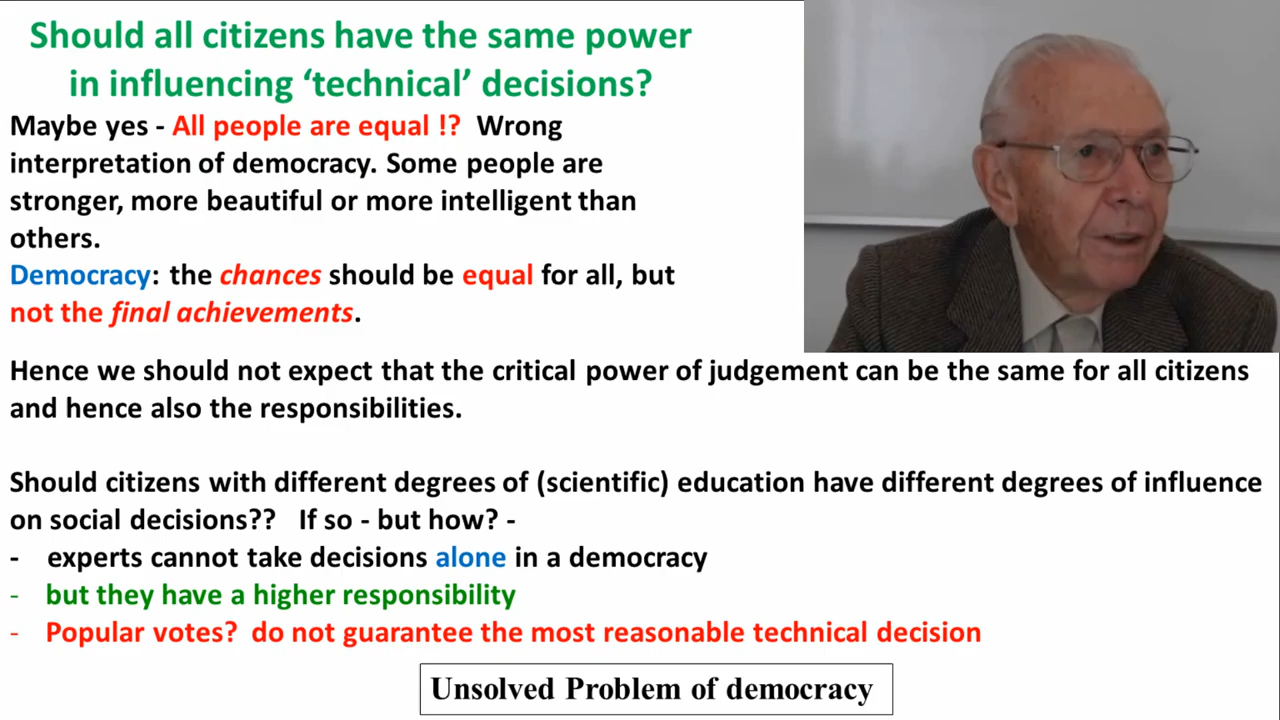 Should all citizens have the same power
in influencing ‘technical’ decisions?
Maybe yes - All people are equal !? Wrong
interpretation of democracy. Some people are
stronger, more beautiful or more intelligent than
others.
Democracy: the chances should be equal for all, but
not the final achievements.
Hence we should not expect that the critical power of judgement can be the same for all citizens
and hence also the responsibilities.
Should citizens with different degrees of (scientific) education have different degrees of influence
on social decisions?? If so - but how? -
- experts cannot take decisions alone in a democracy
- but they have a higher responsibility
- Popular votes? do not guarantee the most reasonable technical decision
Unsolved Problem of democracy